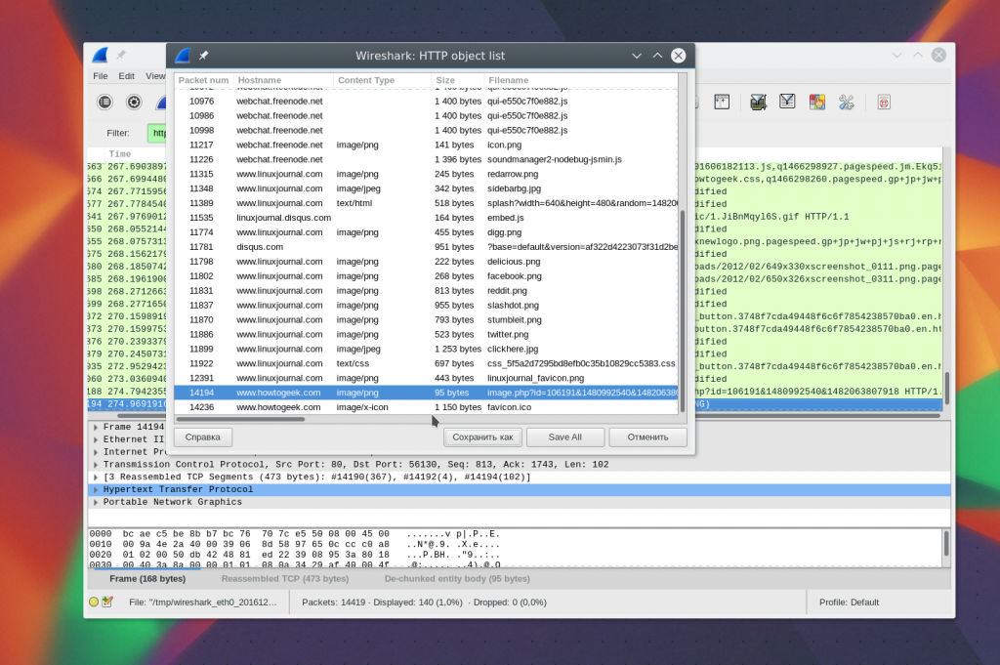 Wireshark: HTTP object list
File Edit View
Filter:
Time
Packet num Hostname Content Type Size Filename
10976 webchat.freenode.net 1 400 bytes qui-e550c7f0e882.js
10986 webchat.freenode.net 1 400 bytes qui-e550c7f0e882.js
10998 webchat.freenode.net 1 400 bytes qui-e550c7f0e882.js
11217 webchat.freenode.net image/png 141 bytes icon.png
11226 webchat.freenode.net 1 396 bytes soundmanager2-nodebug-jsmin.js
11315 www.linuxjournal.com image/png 245 bytes redarrow.png
11348 www.linuxjournal.com image/jpeg 342 bytes sidebarbg.jpg
11389 www.linuxjournal.com text/html 518 bytes splash?width=640&height=480&random=14820
11535 linuxjournal.disqus.com 164 bytes embed.js
11774 www.linuxjournal.com image/png 455 bytes digg.png
11781 disqus.com 951 bytes ?base=default&version=af322d4223073f31d2be
11798 www.linuxjournal.com image/png 222 bytes delicious.png
11802 www.linuxjournal.com image/png 268 bytes facebook.png
11831 www.linuxjournal.com image/png 813 bytes reddit.png
11837 www.linuxjournal.com image/png 955 bytes slashdot.png
11870 www.linuxjournal.com image/png 793 bytes stumbleit.png
11886 www.linuxjournal.com image/png 523 bytes twitter.png
11899 www.linuxjournal.com image/jpeg 1 253 bytes clickhere.jpg
11922 www.linuxjournal.com text/css 697 bytes css_5f5a2d7295bd8efb0c35b10829cc5383.css
12391 www.linuxjournal.com image/png 443 bytes linuxjournal_favicon.png
14194 www.howtogeek.com image/png 95 bytes image.php?id=106191&1480992540&148206380
14236 www.howtogeek.com image/x-icon 1 150 bytes favicon.ico
Справка Сохранить как Save All Отменить
563 267.6903897 01606182113.js,q1466298927.pagespeed.jm.Ekq5i
566 267.6994480 owtogeek.css,q1466298260.pagespeed.gp+jp+jw+p
574 267.7715956 dified
577 267.7784540 dified
641 267.9769012 ic/1.JiBnMqyl6S.gif HTTP/1.1
650 268.0552144 dified
655 268.0757313 xnewlogo.png.pagespeed.gp+jp+jw+pj+js+rj+rp+r
675 268.1562179 dified
680 268.1850742 oads/2012/02/649x330xscreenshot_0111.png.page
685 268.1961900 oads/2012/02/650x326xscreenshot_0311.png.page
698 268.2712663 dified
708 268.2771650 dified
872 270.1598919 _button.3748f7cda49448f6c6f7854238570ba0.en.h
873 270.1599753 button.3748f7cda49448f6c6f7854238570ba0.en.ht
876 270.2393379 dified
879 270.2450731 dified
935 272.9529423 _button.3748f7cda49448f6c6f7854238570ba0.en.h
060 273.0360940 dified
188 274.7942355 ?id=106191&1480992540&1482063807918 HTTP/1.
194 274.9691916 NG)
Frame 14194
Ethernet II
Internet Pr
Transmission Control Protocol, Src Port: 80, Dst Port: 56130, Seq: 813, Ack: 1743, Len: 102
[3 Reassembled TCP Segments (473 bytes): #14190(367), #14192(4), #14194(102)]
Hypertext Transfer Protocol
Portable Network Graphics
0000 bc ae c5 be 8b b7 bc 76 70 7c e5 50 08 00 45 00 .......v p|.P..E.
0010 00 9a 4e 2a 40 00 39 06 8d 58 97 65 0c cc c0 a8 ..N*@.9. .X.e....
0020 01 02 00 50 db 42 48 81 ed 22 39 08 95 3a 80 18 ...P.BH. ."9..:..
0030 00 40 3a 8a 00 00 01 01 08 0a 34 29 af 40 00 4f .@:..... ..4).@.O
Frame (168 bytes) Reassembled TCP (473 bytes) De-chunked entity body (95 bytes)
File: "/tmp/wireshark_eth0_201612... Packets: 14419 · Displayed: 140 (1,0%) · Dropped: 0 (0,0%) Profile: Default